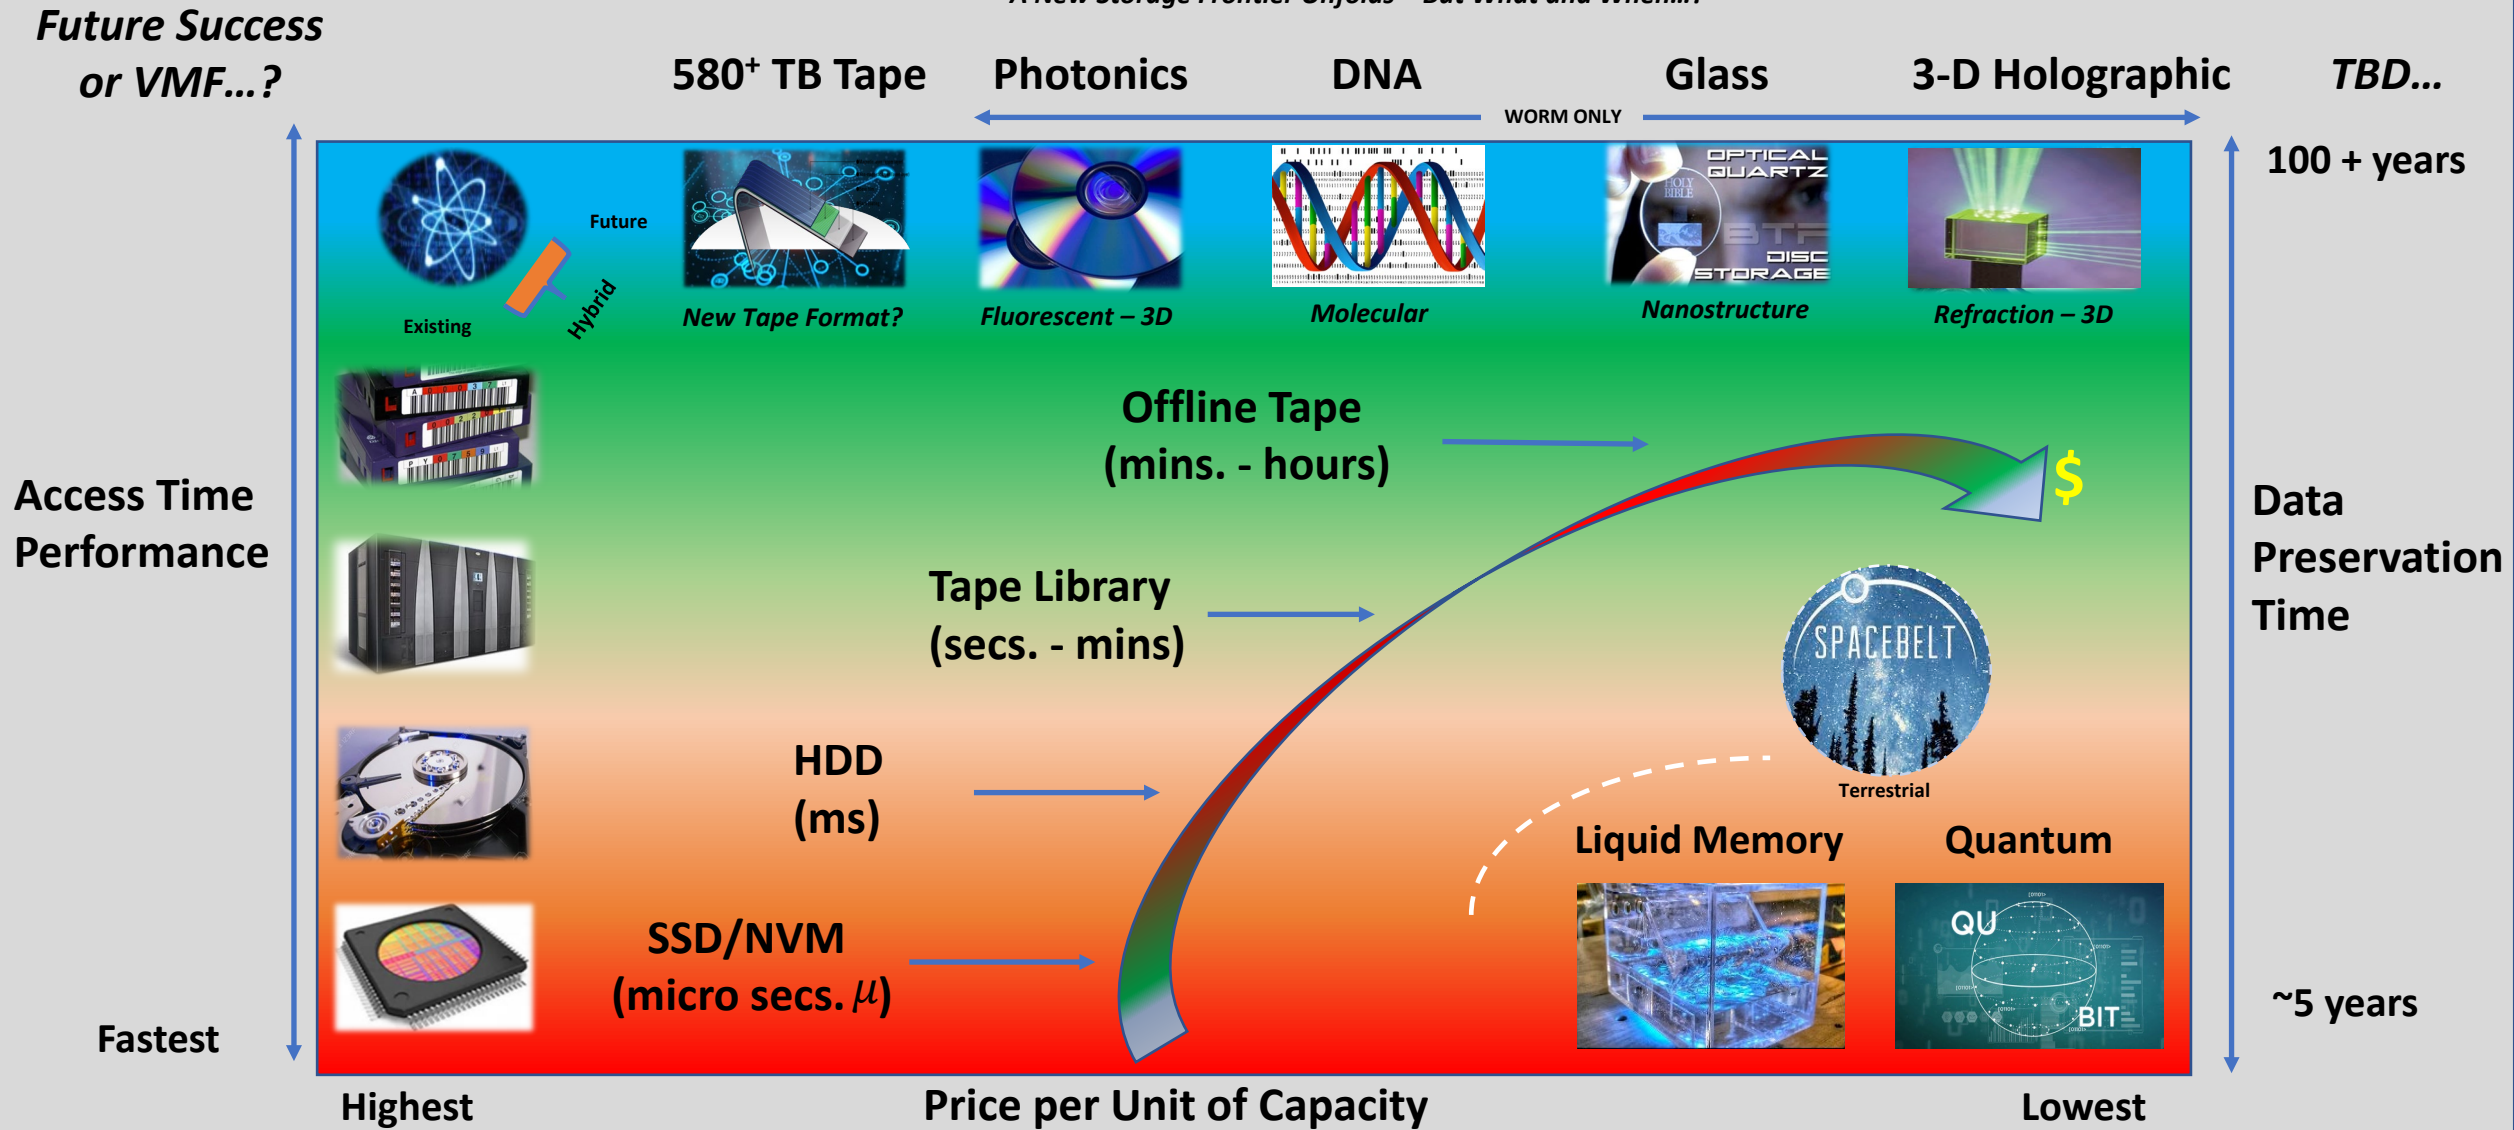 Future Success
or VMF...?
580+ TB Tape
Photonics
DNA
Glass
3-D Holographic
TBD...
WORM ONLY
100 + years
OPTICAL
QUARTZ
HOLY
BIBLE
DISC
STORAGE
Future
Existing
Hybrid
New Tape Format?
Fluorescent – 3D
Molecular
Nanostructure
Refraction – 3D
Offline Tape
(mins. - hours)
$
Access Time
Performance
Data
Preservation
Time
Tape Library
(secs. - mins)
SPACEBELT
Terrestrial
HDD
(ms)
Liquid Memory
Quantum
SSD/NVM
(micro secs. μ)
QU
BIT
~5 years
Fastest
Highest
Price per Unit of Capacity
Lowest